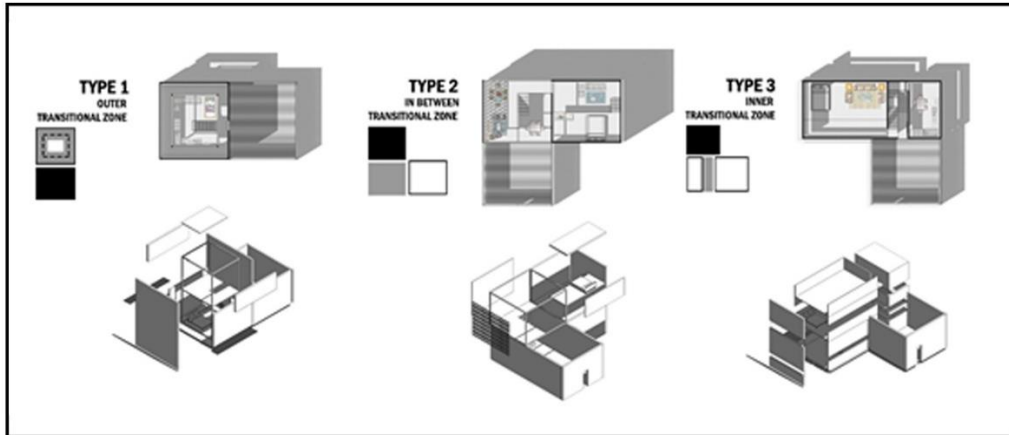 TYPE 1
OUTER
TRANSITIONAL ZONE
TYPE 2
IN BETWEEN
TRANSITIONAL ZONE
TYPE 3
INNER
TRANSITIONAL ZONE